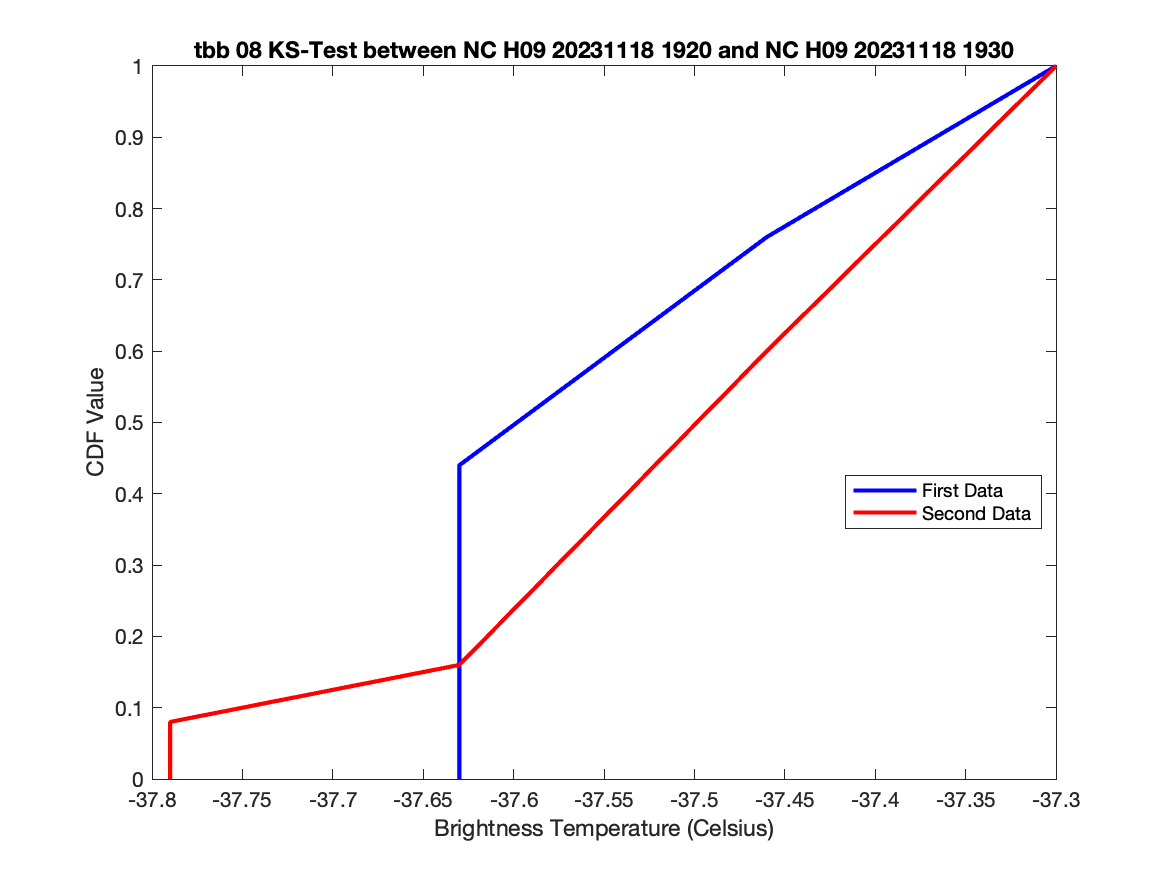 tbb 08 KS-Test between NC H09 20231118 1920 and NC H09 20231118 1930
1
0.9
0.8
0.7
0.6
0.5
0.4
0.3
0.2
0.1
0
CDF Value
First Data
Second Data
-37.8 -37.75 -37.7 -37.65 -37.6 -37.55 -37.5 -37.45 -37.4 -37.35 -37.3
Brightness Temperature (Celsius)